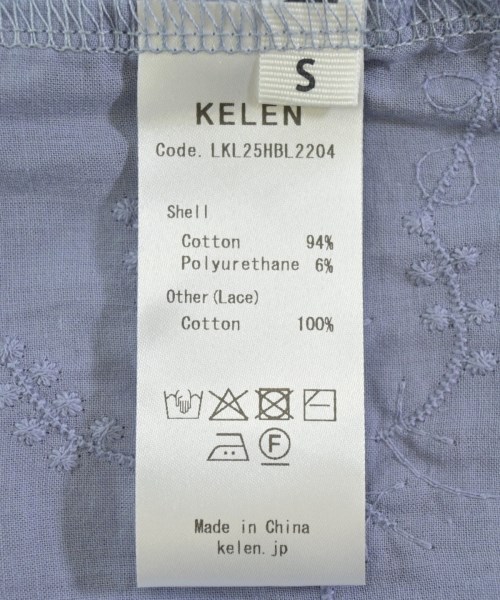 S
KELEN
Code. LKL25HBL2204
Shell
Cotton 94%
Polyurethane 6%
Other(Lace)
Cotton 100%
F
Made in China
kelen.jp